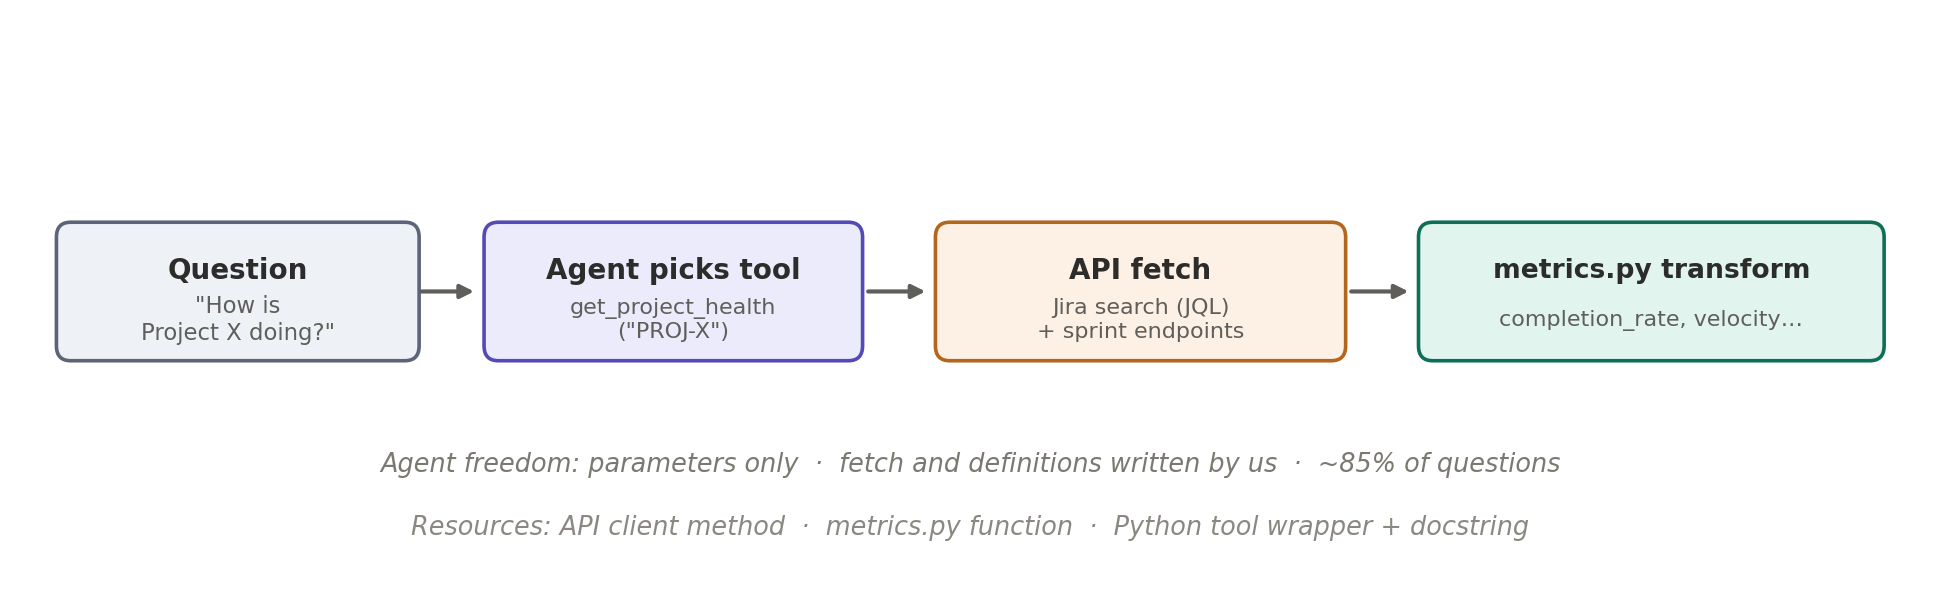 Question
"How is
Project X doing?"
Agent picks tool
get_project_health
("PROJ-X")
API fetch
Jira search (JQL)
+ sprint endpoints
metrics.py transform
completion_rate, velocity…
Agent freedom: parameters only · fetch and definitions written by us · ~85% of questions
Resources: API client method · metrics.py function · Python tool wrapper + docstring